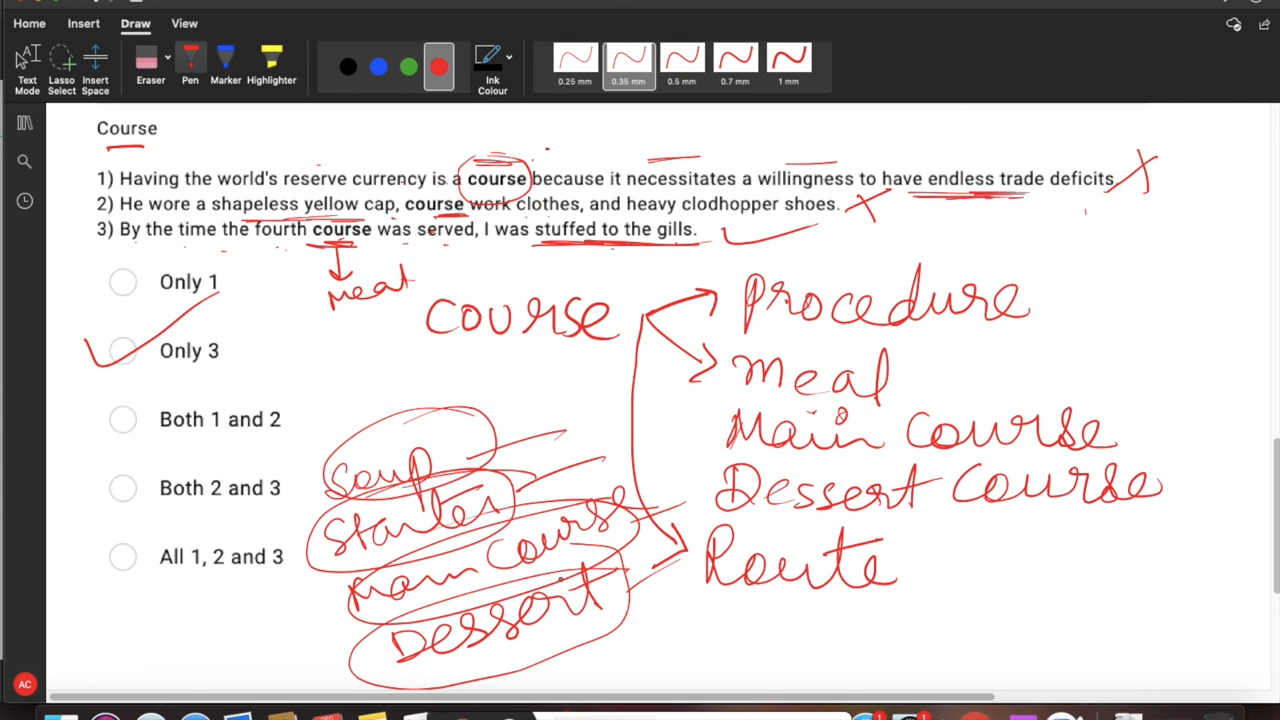 Home Insert Draw View
Text Mode Lasso Select Insert Space Eraser Pen Marker Highlighter Ink Colour 0.25 mm 0.35 mm 0.5 mm 0.7 mm 1 mm
Course
1) Having the world's reserve currency is a course because it necessitates a willingness to have endless trade deficits.
2) He wore a shapeless yellow cap, course work clothes, and heavy clodhopper shoes.
3) By the time the fourth course was served, I was stuffed to the gills.
Only 1
Only 3
Both 1 and 2
Both 2 and 3
All 1, 2 and 3
meal
course
Procedure
meal
Main Course
Dessert Course
Route
Soup
Starter
Main Course
Dessert
AC